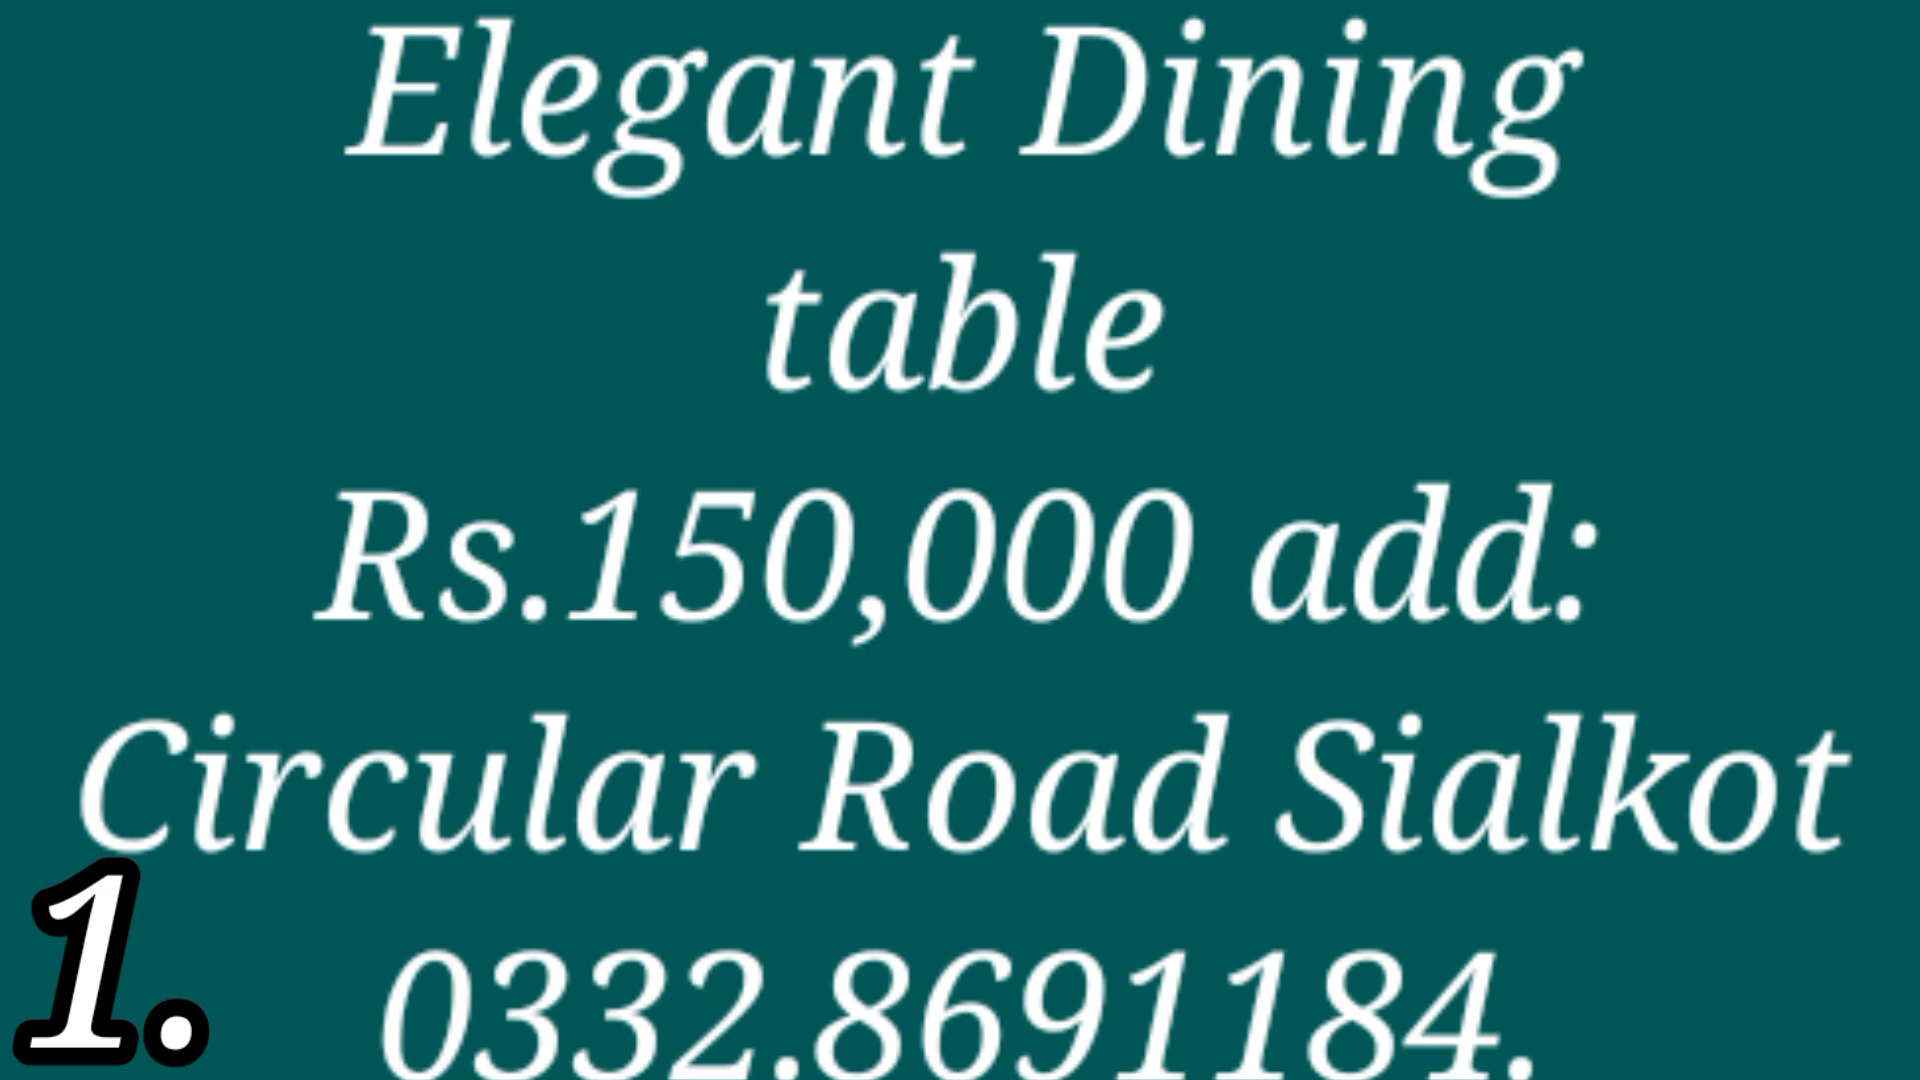 Elegant Dining
table
Rs.150,000 add:
Circular Road Sialkot
1.
0332.8691184.